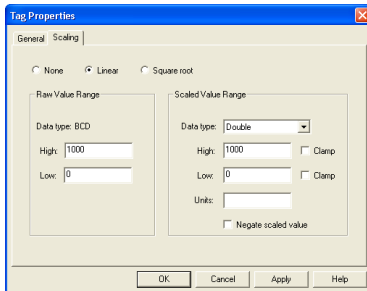 Tag Properties
General Scaling
None Linear Square root
Raw Value Range
Data type: BCD
High: 1000
Low: 0
Scaled Value Range
Data type: Double
High: 1000 Clamp
Low: 0 Clamp
Units:
Negate scaled value
OK Cancel Apply Help